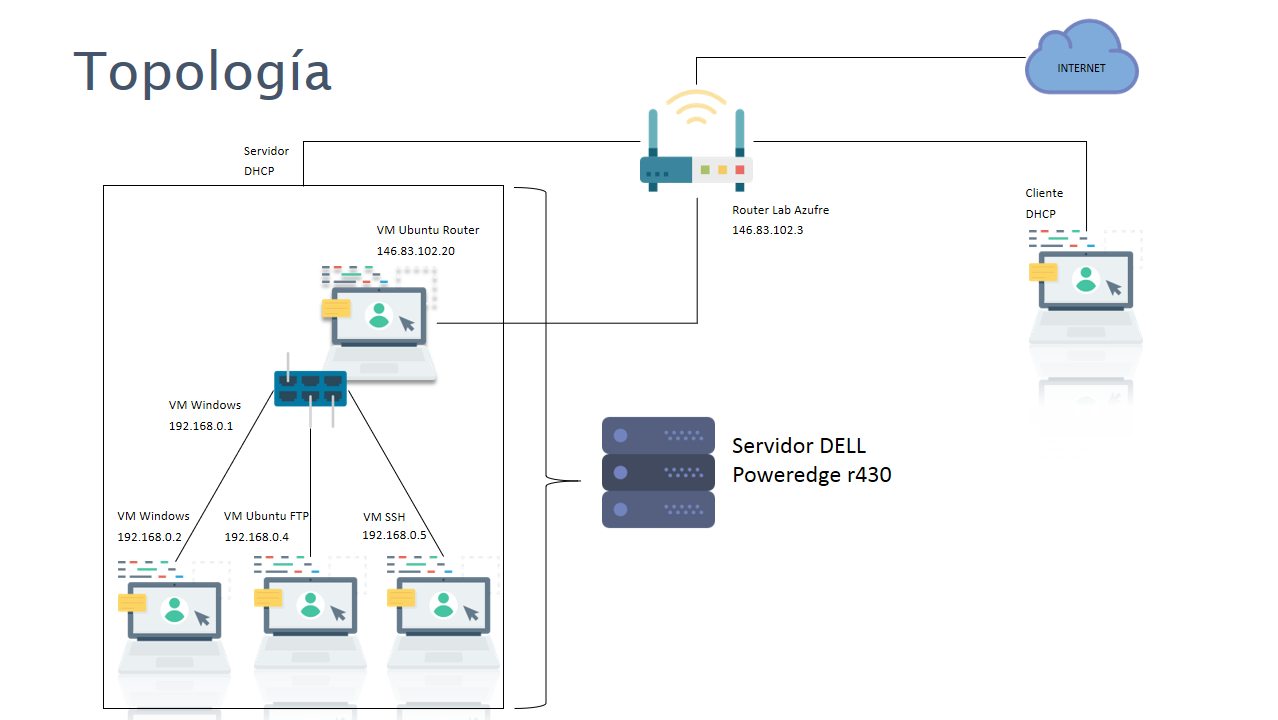 Topología
INTERNET
Servidor
DHCP
Cliente
DHCP
Router Lab Azufre
146.83.102.3
VM Ubuntu Router
146.83.102.20
VM Windows
192.168.0.1
Servidor DELL
Poweredge r430
VM Windows
192.168.0.2
VM Ubuntu FTP
192.168.0.4
VM SSH
192.168.0.5